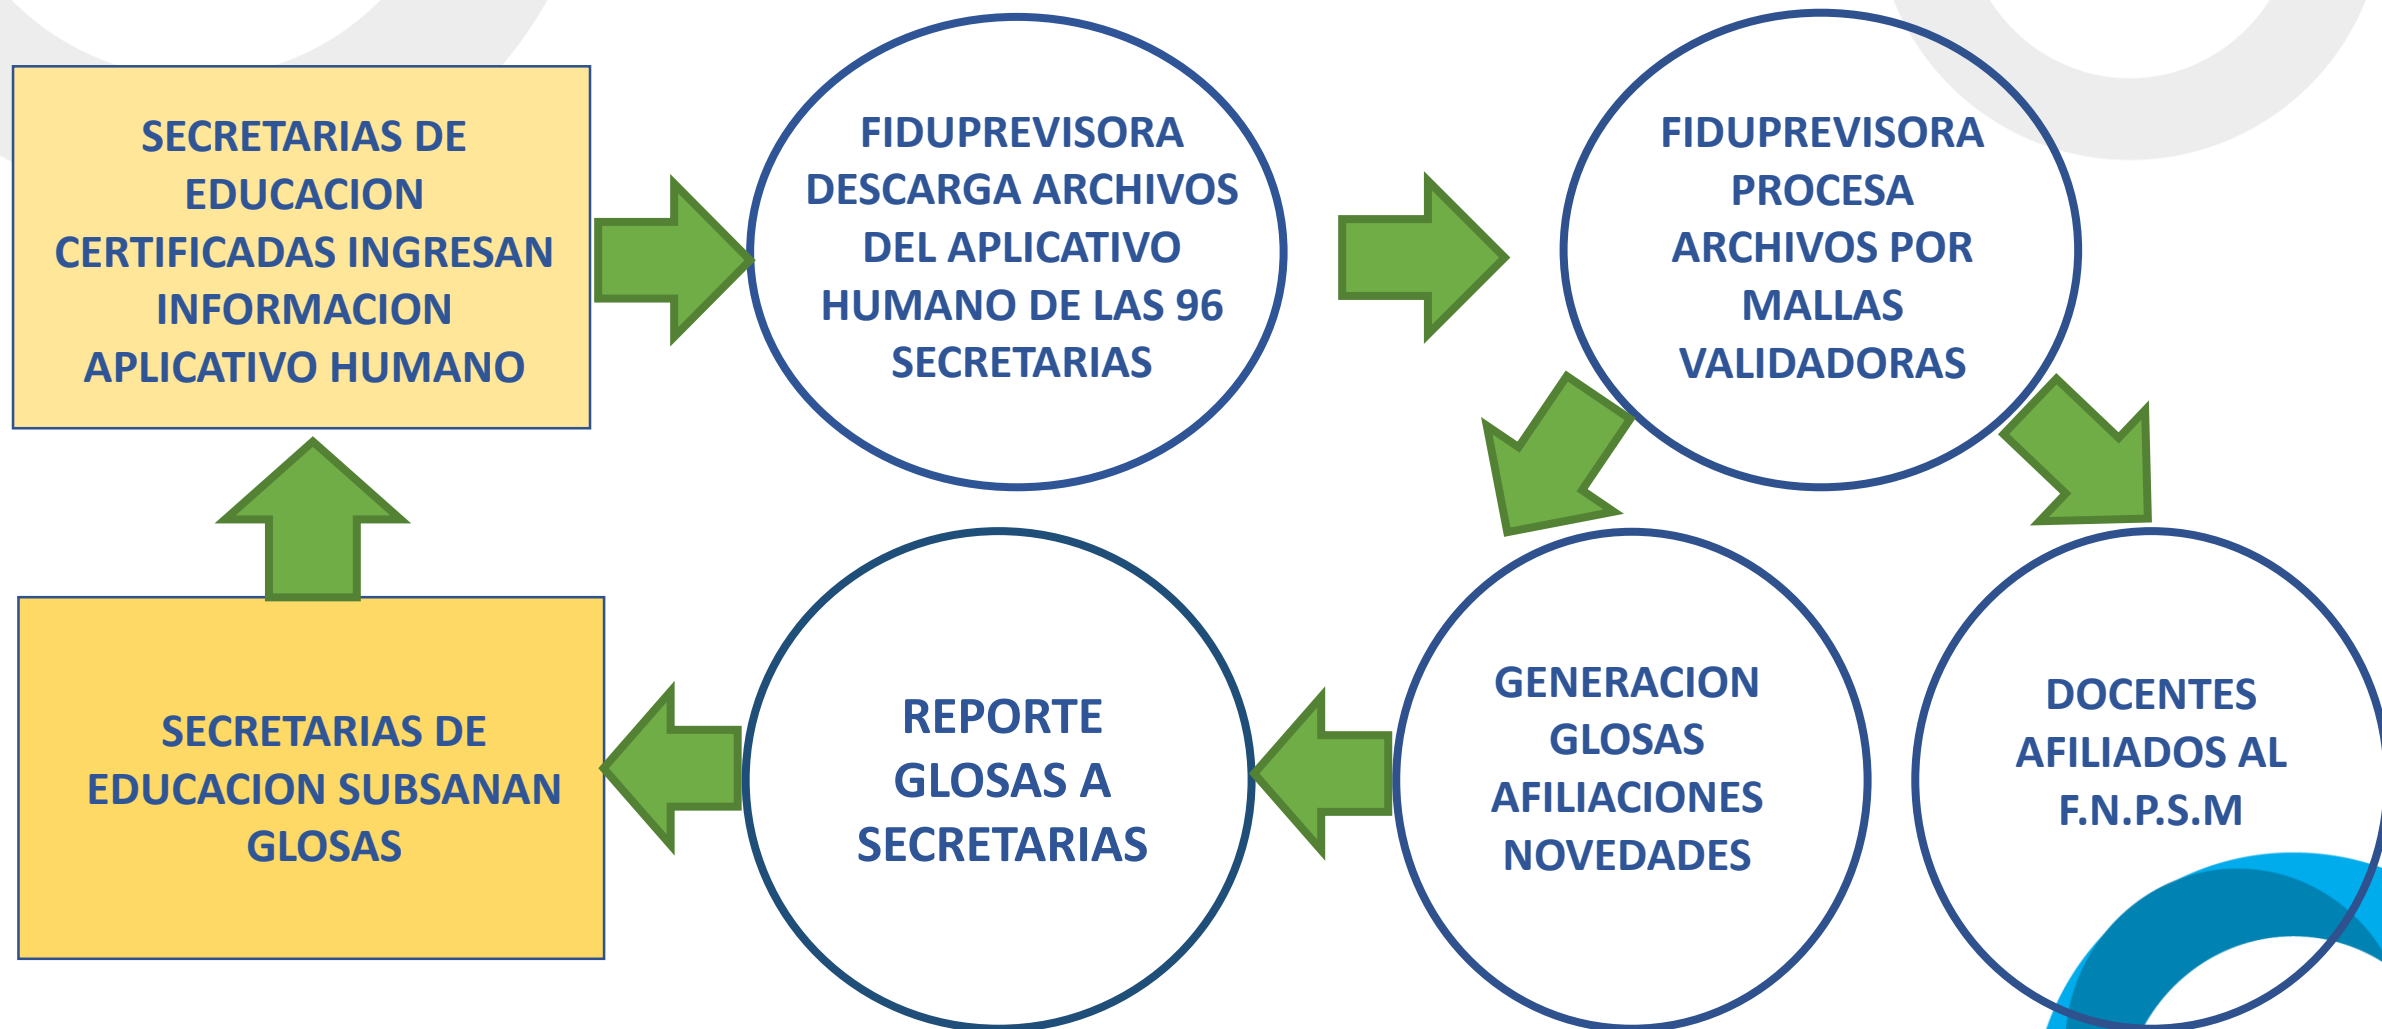 SECRETARIAS DE
EDUCACION
CERTIFICADAS INGRESAN
INFORMACION
APLICATIVO HUMANO
FIDUPREVISORA
DESCARGA ARCHIVOS
DEL APLICATIVO
HUMANO DE LAS 96
SECRETARIAS
FIDUPREVISORA
PROCESA
ARCHIVOS POR
MALLAS
VALIDADORAS
GENERACION
GLOSAS
AFILIACIONES
NOVEDADES
DOCENTES
AFILIADOS AL
F.N.P.S.M
REPORTE
GLOSAS A
SECRETARIAS
SECRETARIAS DE
EDUCACION SUBSANAN
GLOSAS